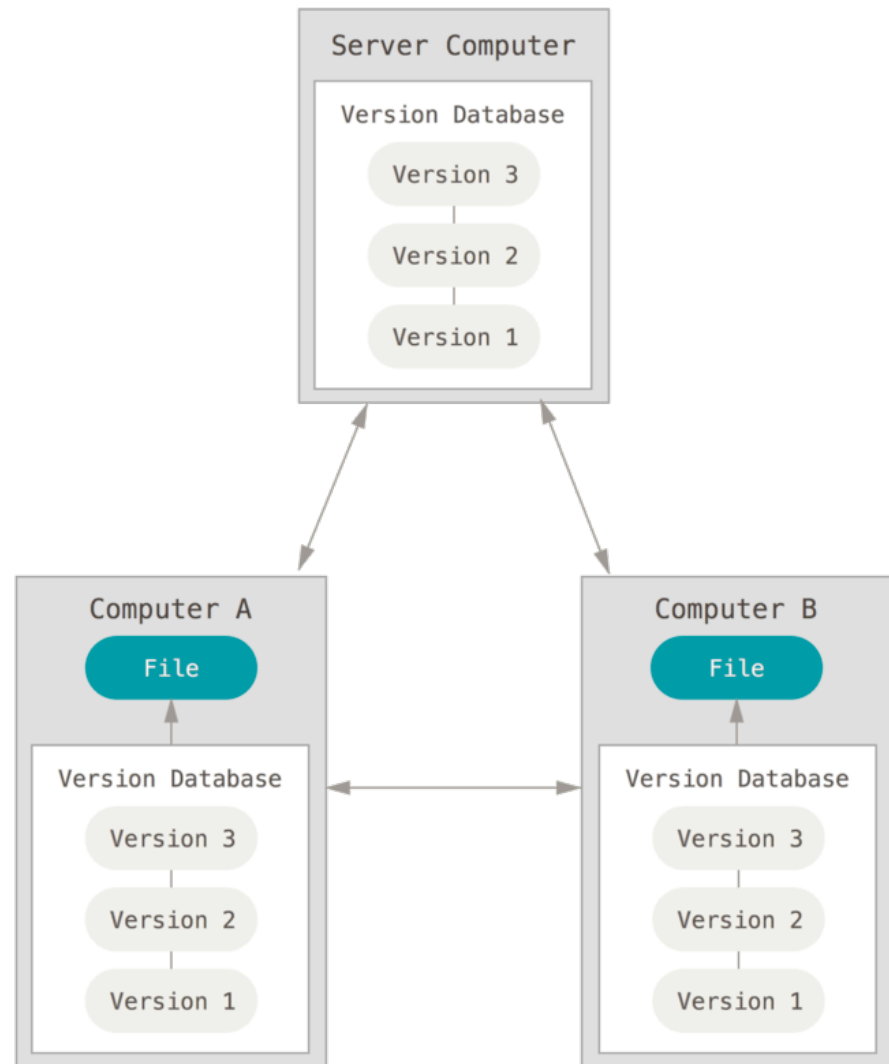 Server Computer
Version Database
Version 3
Version 2
Version 1
Computer A
File
Version Database
Version 3
Version 2
Version 1
Computer B
File
Version Database
Version 3
Version 2
Version 1